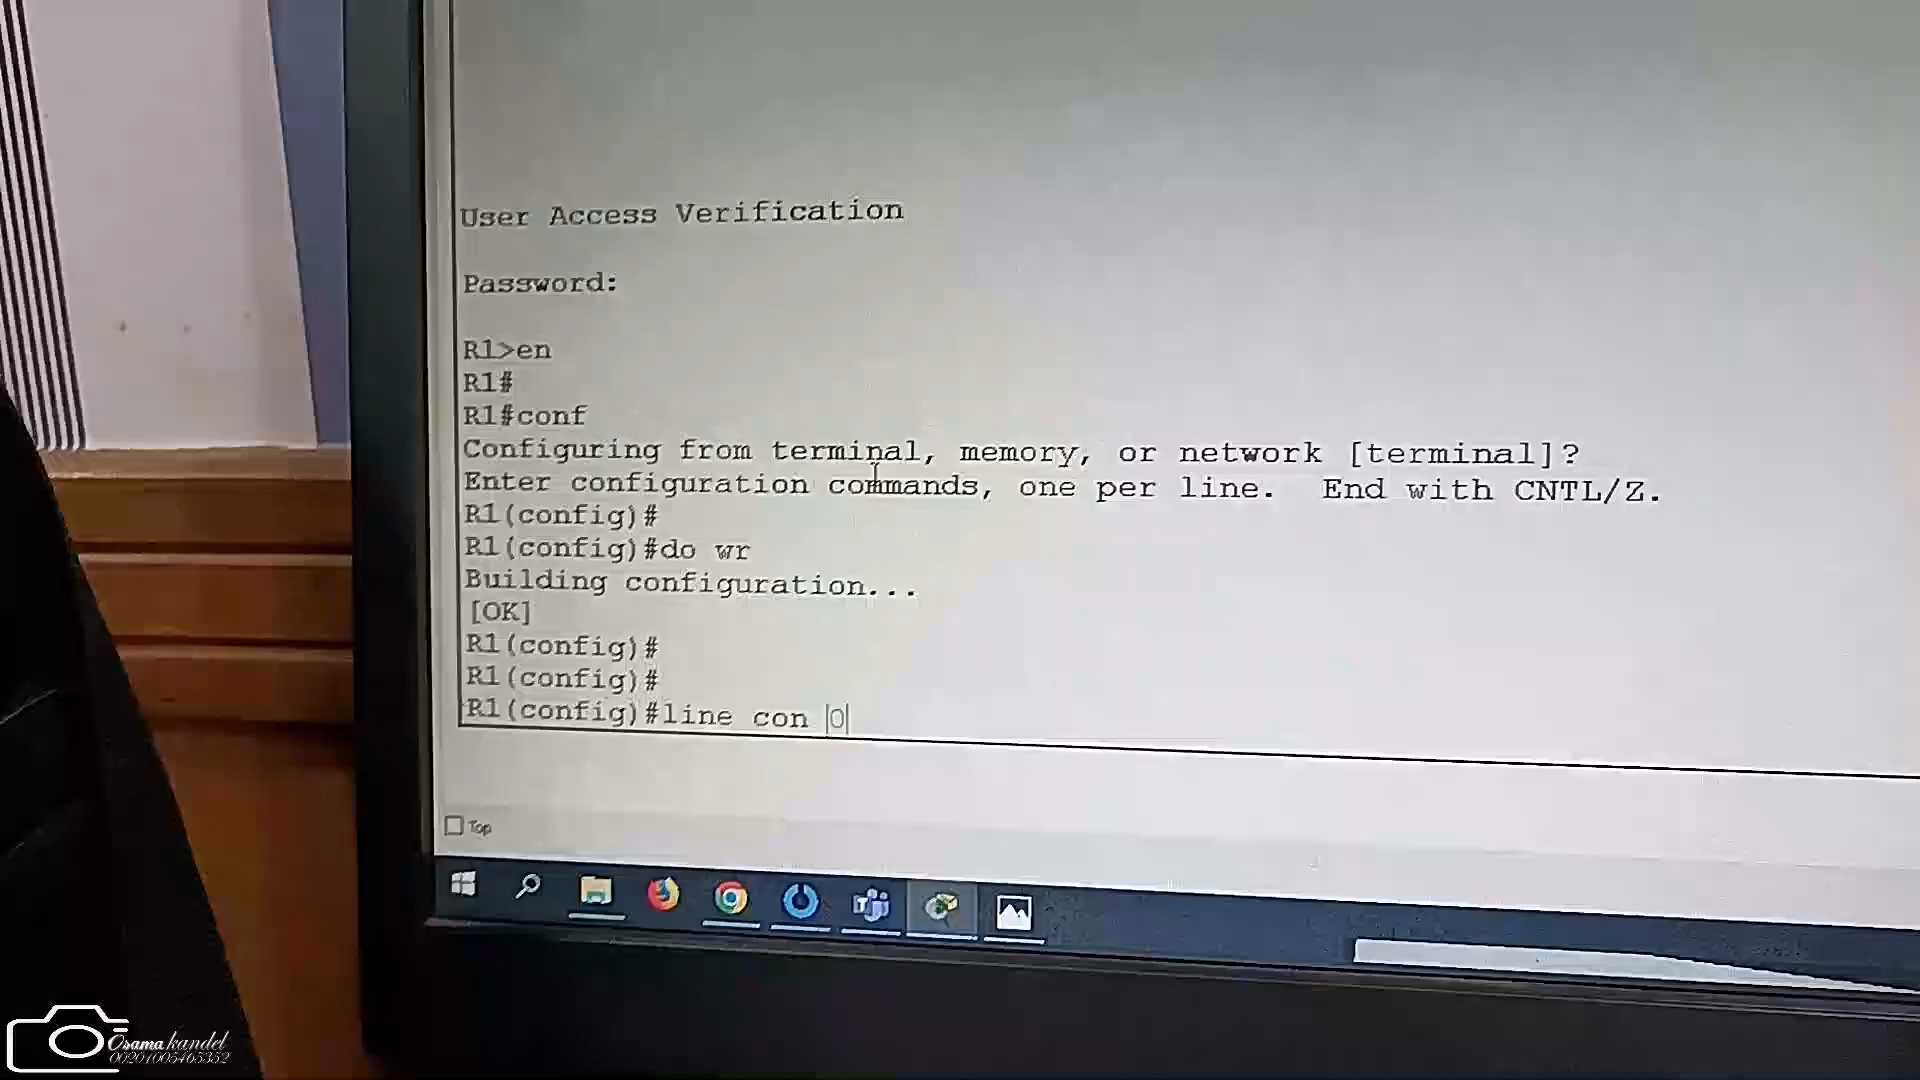 User Access Verification
Password:
R1>en
R1#
R1#conf
Configuring from terminal, memory, or network [terminal]?
Enter configuration commands, one per line.  End with CNTL/Z.
R1(config)#
R1(config)#do wr
Building configuration...
[OK]
R1(config)#
R1(config)#
R1(config)#line con 0
Top
Osama kandel
00201005465352